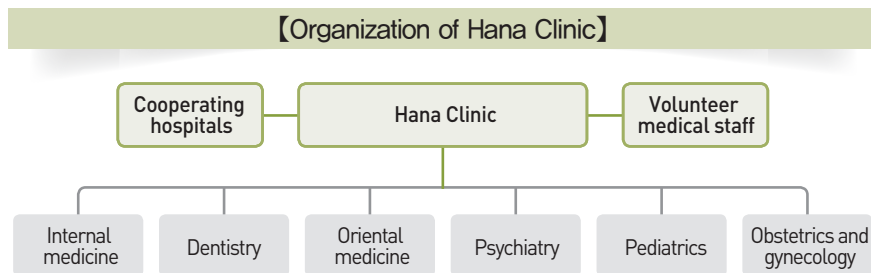 【Organization of Hana Clinic】
Cooperating
hospitals
Hana Clinic
Volunteer
medical staff
Internal
medicine
Dentistry
Oriental
medicine
Psychiatry
Pediatrics
Obstetrics and
gynecology